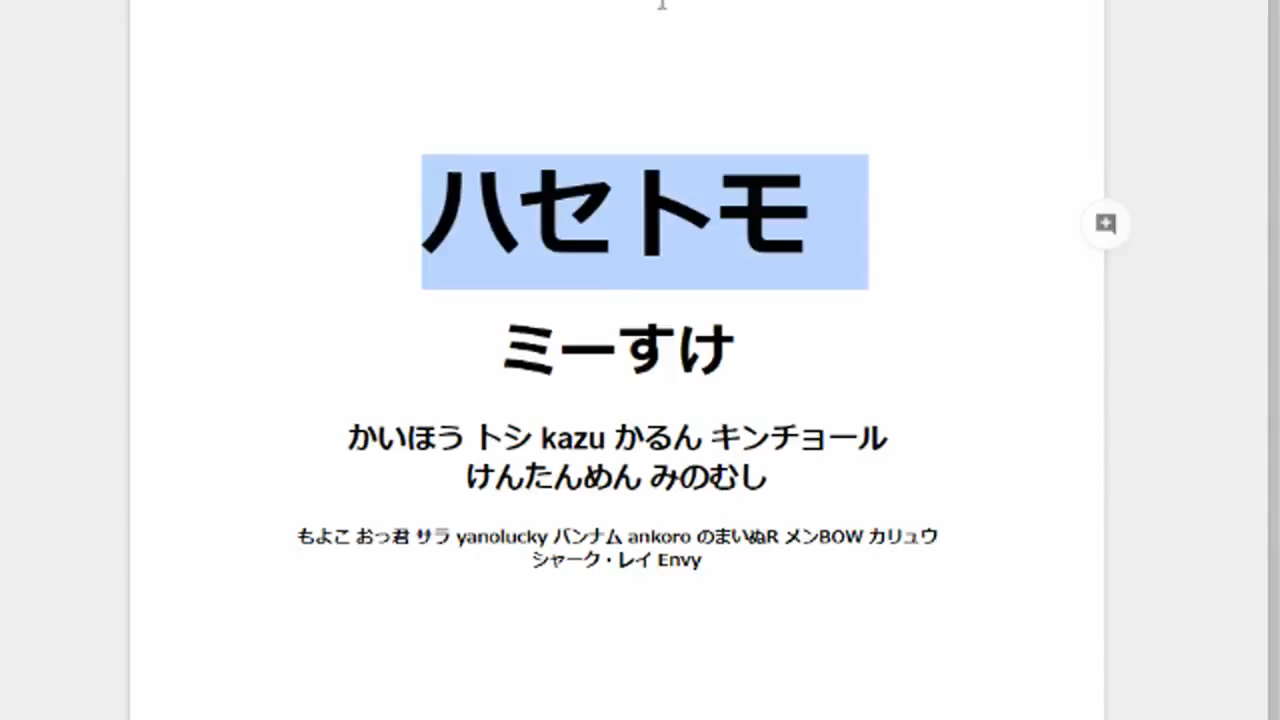 ハセトモ
ミーすけ
かいほう トシ kazu かるん キンチョール
けんたんめん みのむし
もよこ おっ君 サラ yanolucky バンナム ankoro のまいぬR メンBOW カリュウ
シャーク・レイ Envy